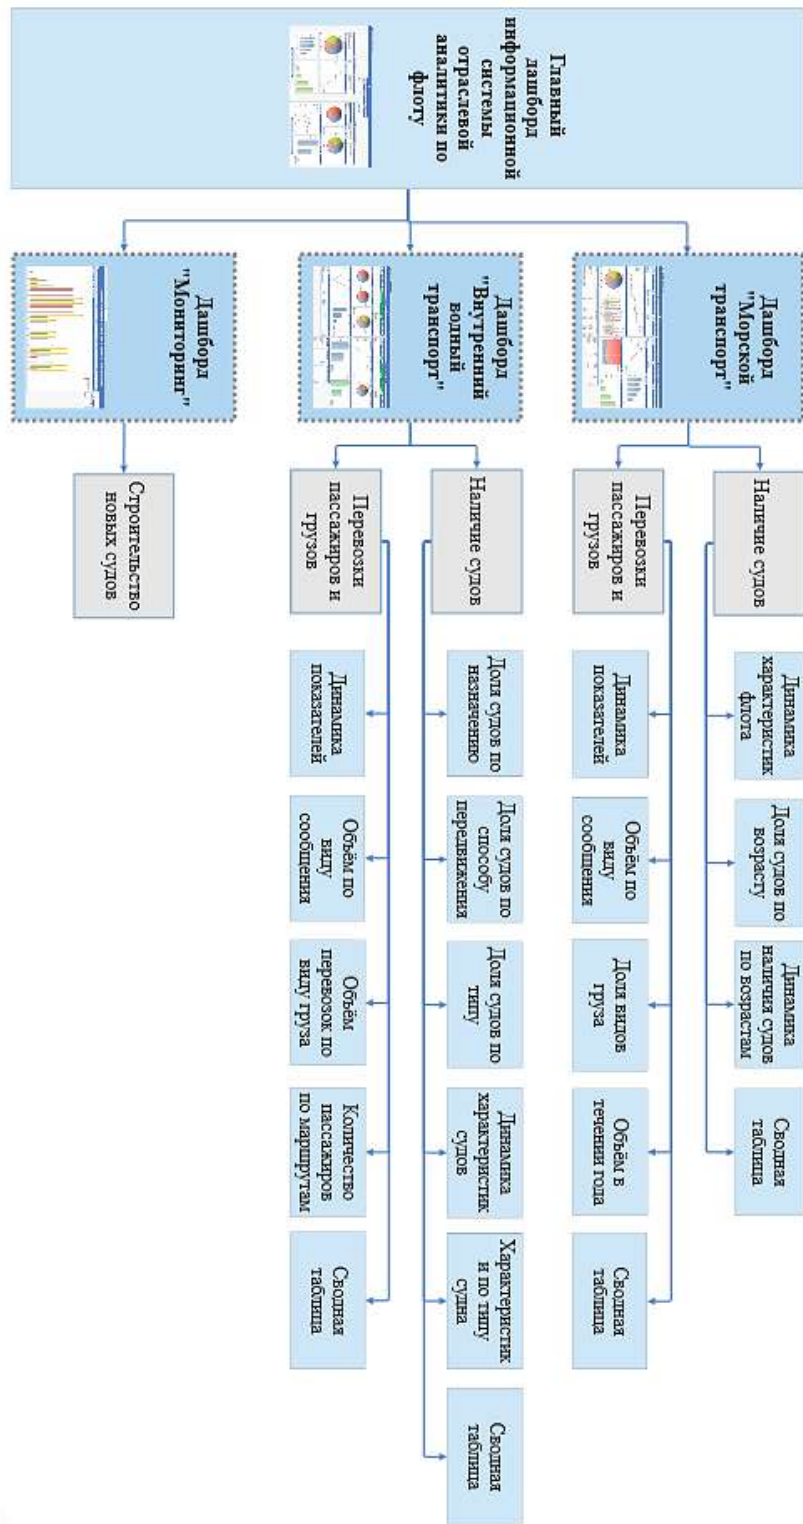 Главный
дашборд
информационной
системы
отраслевой
аналитики по
флоту
Дашборд
"Морской
транспорт"
Наличие судов
Динамика
характеристик
флота
Доля судов по
возрасту
Динамика
наличия судов
по возрастам
Сводная
таблица
Перевозки
пассажиров и
грузов
Динамика
показателей
Объём по
виду
сообщения
Доля видов
груза
Объём в
течении года
Сводная
таблица
Дашборд
"Внутренний
водный
транспорт"
Наличие судов
Доля судов по
назначению
Доля судов по
способу
передвижения
Доля судов по
типу
Динамика
характеристик
судов
Характеристик
и по типу
судна
Сводная
таблица
Перевозки
пассажиров и
грузов
Динамика
показателей
Объём по
виду
сообщения
Объём
перевозок по
виду груза
Количество
пассажиров
по маршрутам
Сводная
таблица
Дашборд
"Мониторинг"
Строительство
новых судов